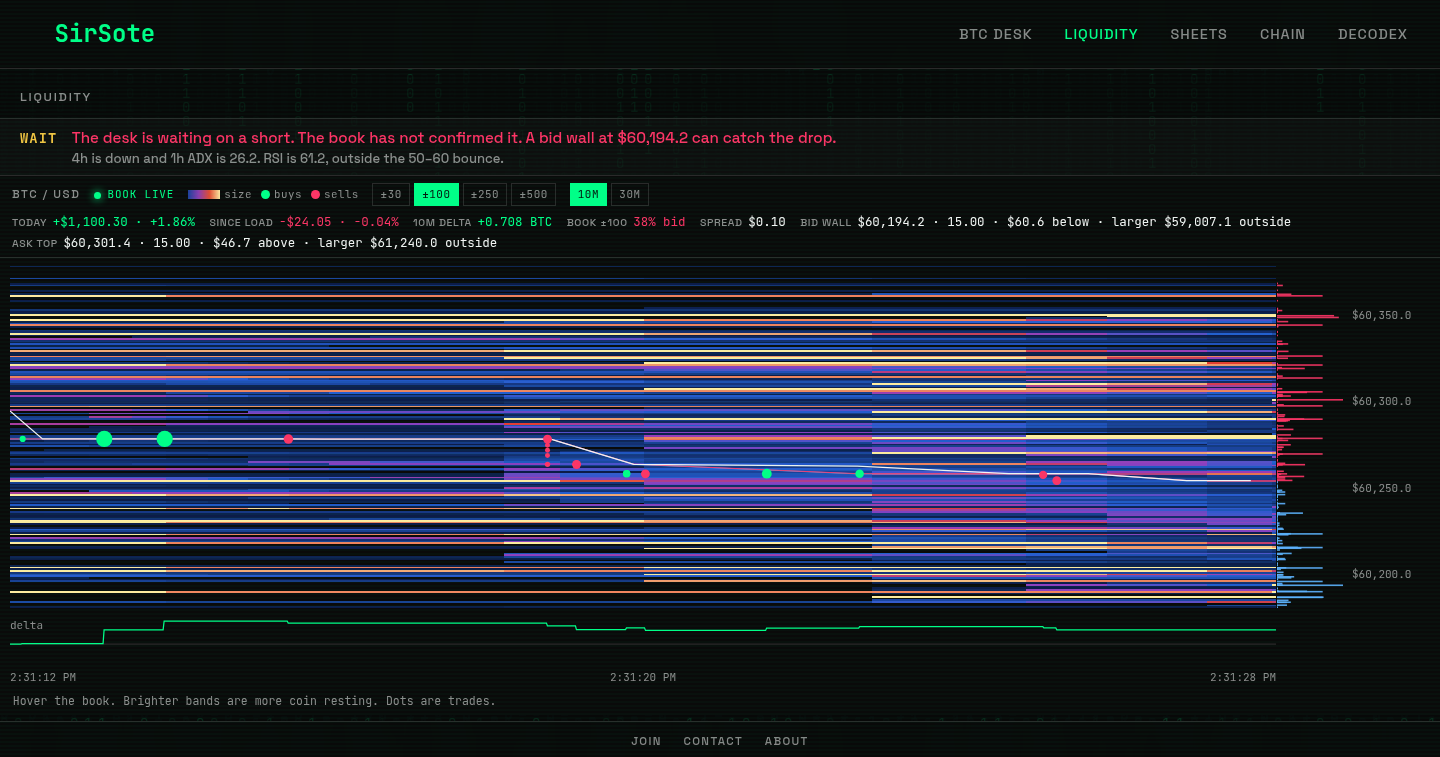 SirSote
BTC DESK LIQUIDITY SHEETS CHAIN DECODEX
LIQUIDITY
WAIT The desk is waiting on a short. The book has not confirmed it. A bid wall at $60,194.2 can catch the drop.
4h is down and 1h ADX is 26.2. RSI is 61.2, outside the 50–60 bounce.
BTC / USD BOOK LIVE size buys sells ±30 ±100 ±250 ±500 10M 30M
TODAY +$1,100.30 · +1.86% SINCE LOAD -$24.05 · -0.04% 10M DELTA +0.708 BTC BOOK ±100 38% bid SPREAD $0.10 BID WALL $60,194.2 · 15.00 · $60.6 below · larger $59,007.1 outside
ASK TOP $60,301.4 · 15.00 · $46.7 above · larger $61,240.0 outside
$60,350.0
$60,300.0
$60,250.0
$60,200.0
delta
2:31:12 PM 2:31:20 PM 2:31:28 PM
Hover the book. Brighter bands are more coin resting. Dots are trades.
JOIN CONTACT ABOUT